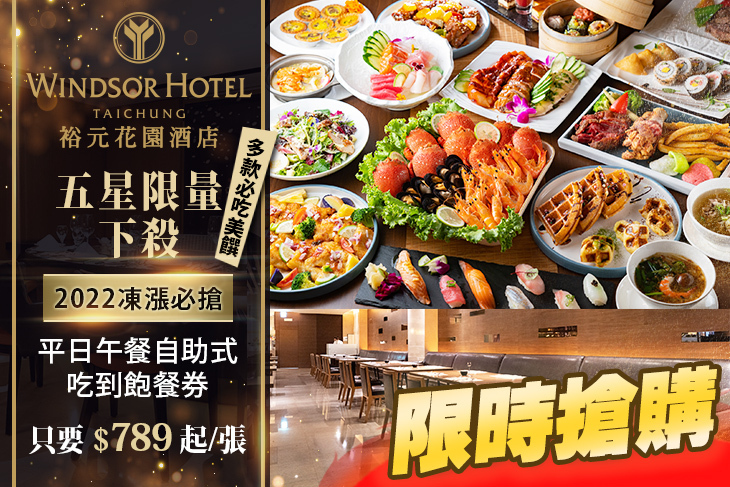 WINDSOR HOTEL
TAICHUNG
裕元花園酒店
五星限量
下殺
多款必吃美饌
2022凍漲必搶
平日午餐自助式
吃到飽餐券
只要 $789 起/張
限時搶購